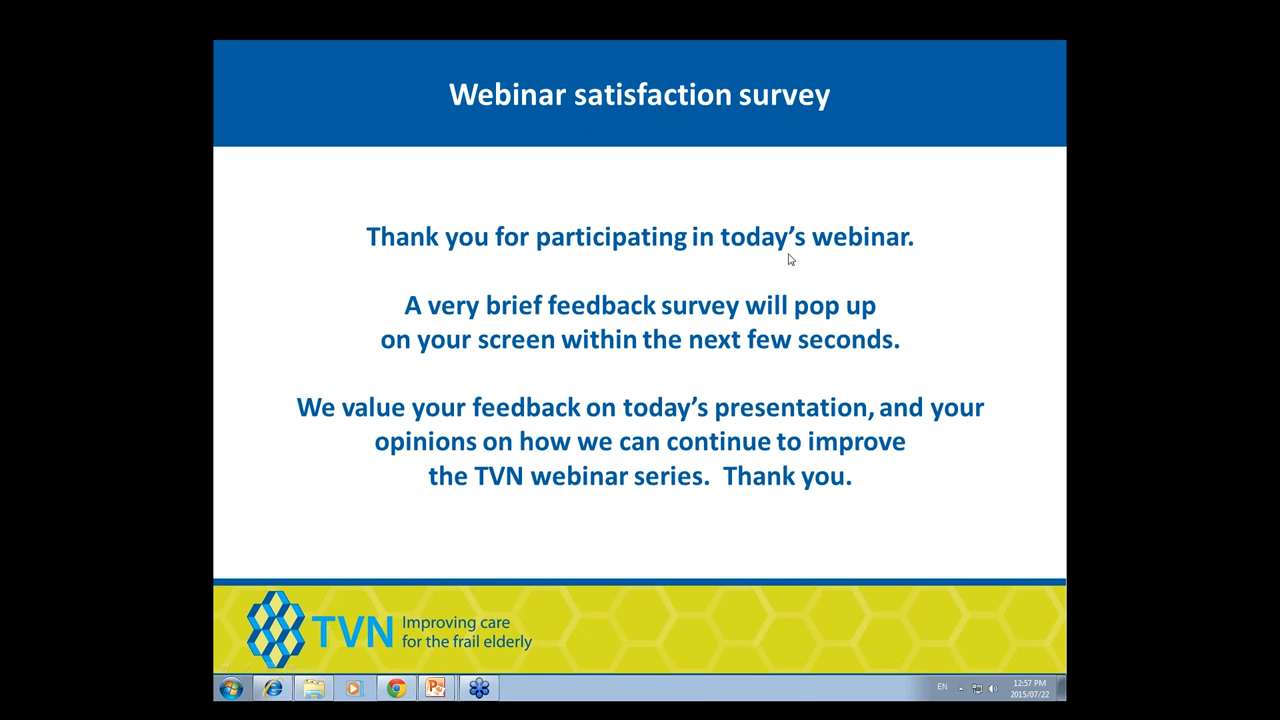 Webinar satisfaction survey
Thank you for participating in today's webinar.
A very brief feedback survey will pop up
on your screen within the next few seconds.
We value your feedback on today's presentation, and your
opinions on how we can continue to improve
the TVN webinar series.  Thank you.
TVN
Improving care
for the frail elderly
EN
12:57 PM
2015/07/22